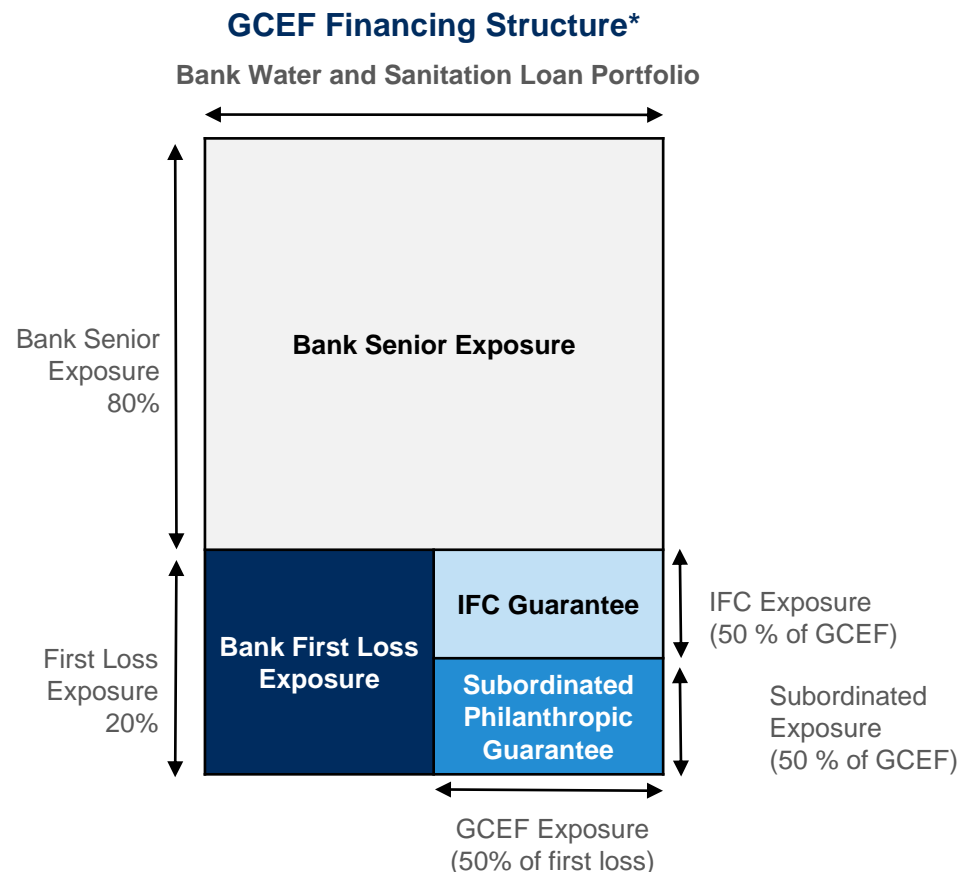 GCEF Financing Structure*
Bank Water and Sanitation Loan Portfolio
Bank Senior
Exposure
80%
Bank Senior Exposure
First Loss
Exposure
20%
Bank First Loss
Exposure
IFC Guarantee
Subordinated
Philanthropic
Guarantee
IFC Exposure
(50 % of GCEF)
Subordinated
Exposure
(50 % of GCEF)
GCEF Exposure
(50% of first loss)